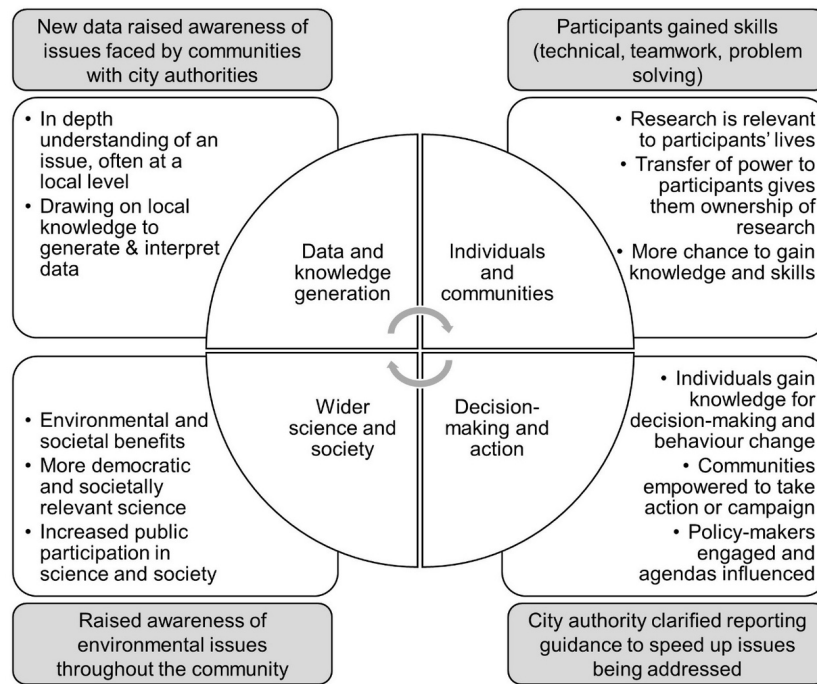 New data raised awareness of
issues faced by communities
with city authorities
Participants gained skills
(technical, teamwork, problem
solving)
• In depth
understanding of an
issue, often at a
local level
• Drawing on local
knowledge to
generate & interpret
data
Data and
knowledge
generation
Individuals
and
communities
• Research is relevant
to participants' lives
• Transfer of power to
participants gives
them ownership of
research
• More chance to gain
knowledge and skills
• Environmental and
societal benefits
• More democratic
and societally
relevant science
• Increased public
participation in
science and society
Wider
science and
society
Decision-
making and
action
• Individuals gain
knowledge for
decision-making and
behaviour change
• Communities
empowered to take
action or campaign
• Policy-makers
engaged and
agendas influenced
Raised awareness of
environmental issues
throughout the community
City authority clarified reporting
guidance to speed up issues
being addressed